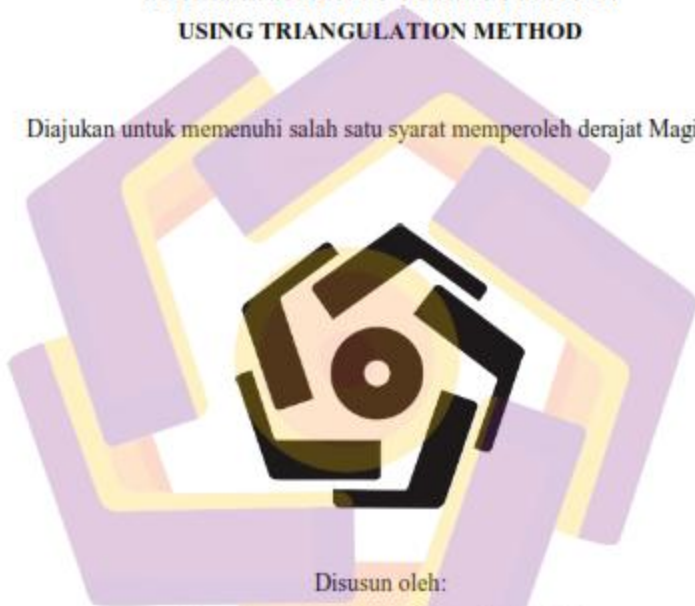 USING TRIANGULATION METHOD
Diajukan untuk memenuhi salah satu syarat memperoleh derajat
Disusun oleh: